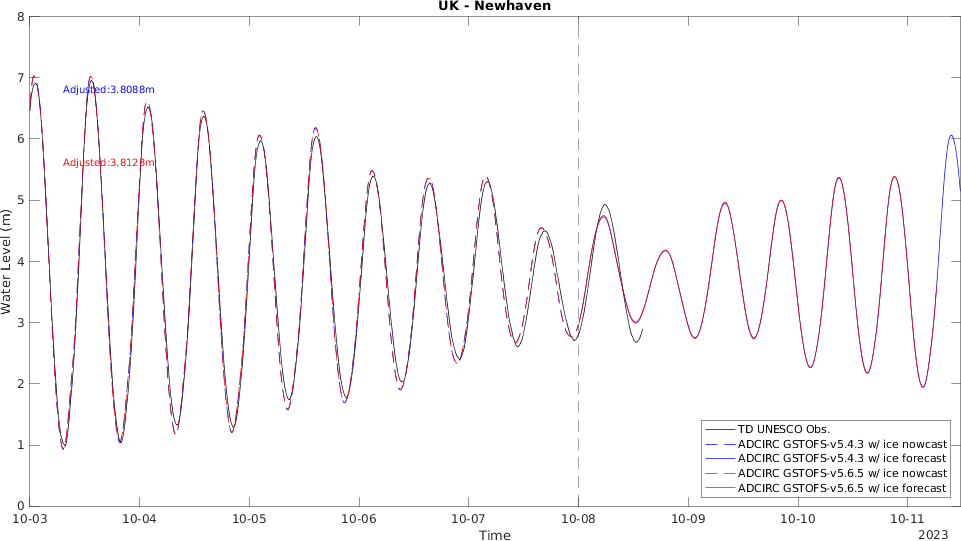 UK - Newhaven
8
7
6
5
4
3
2
1
0
Water Level (m)
Adjusted:3.8088m
Adjusted:3.8123m
10-03
10-04
10-05
10-06
10-07
10-08
10-09
10-10
10-11
Time
2023
TD UNESCO Obs.
ADCIRC GSTOFS-v5.4.3 w/ ice nowcast
ADCIRC GSTOFS-v5.4.3 w/ ice forecast
ADCIRC GSTOFS-v5.6.5 w/ ice nowcast
ADCIRC GSTOFS-v5.6.5 w/ ice forecast